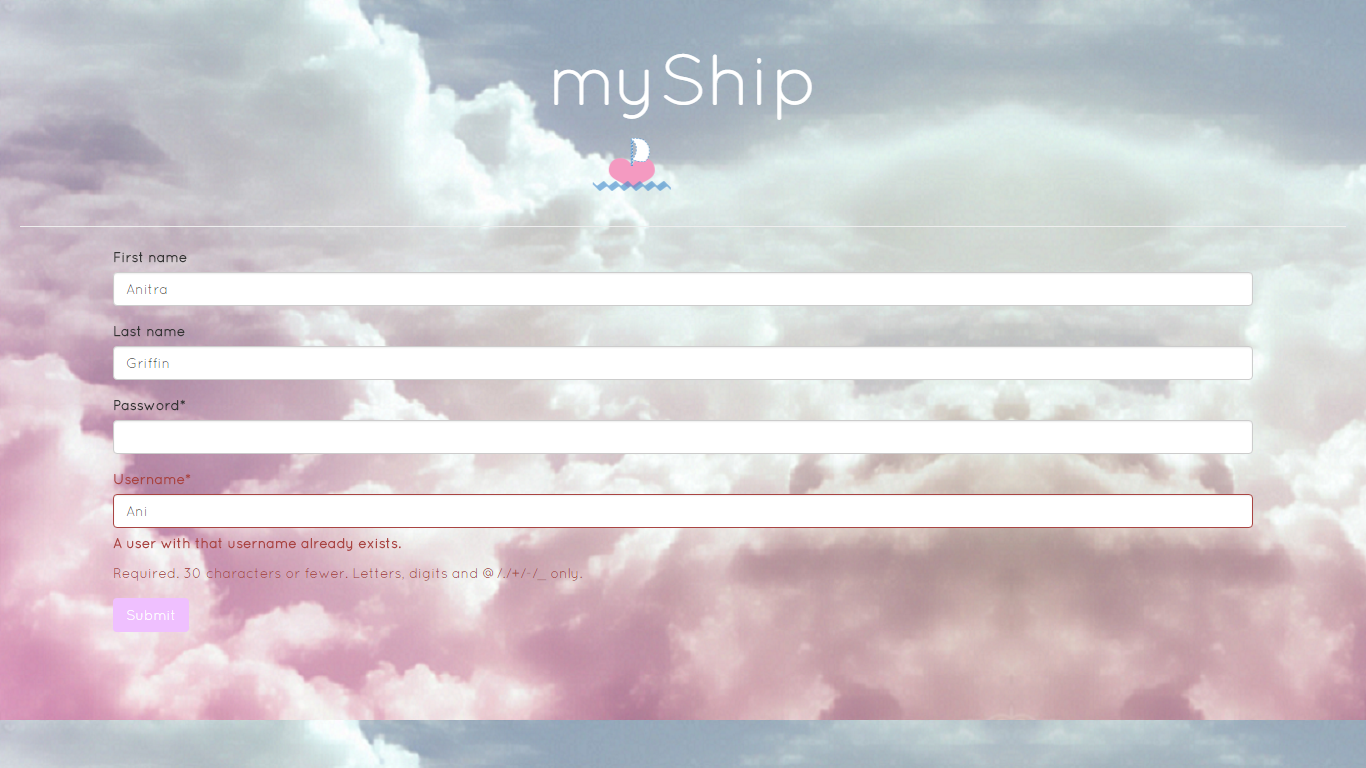 myShip
First name
Anitra
Last name
Griffin
Password*
Username*
Ani
A user with that username already exists.
Required. 30 characters or fewer. Letters, digits and @/./+/-/_ only.
Submit